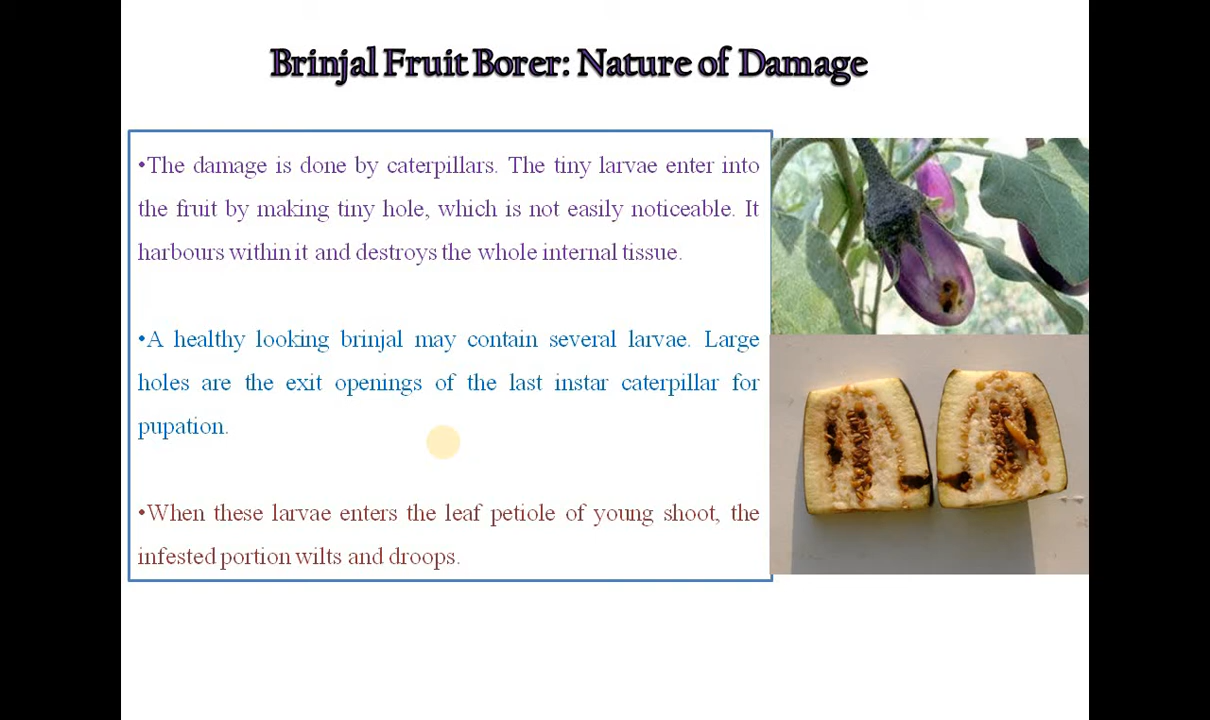 Brinjal Fruit Borer: Nature of Damage
•The damage is done by caterpillars. The tiny larvae enter into
the fruit by making tiny hole, which is not easily noticeable. It
harbours within it and destroys the whole internal tissue.
•A healthy looking brinjal may contain several larvae. Large
holes are the exit openings of the last instar caterpillar for
pupation.
•When these larvae enters the leaf petiole of young shoot, the
infested portion wilts and droops.